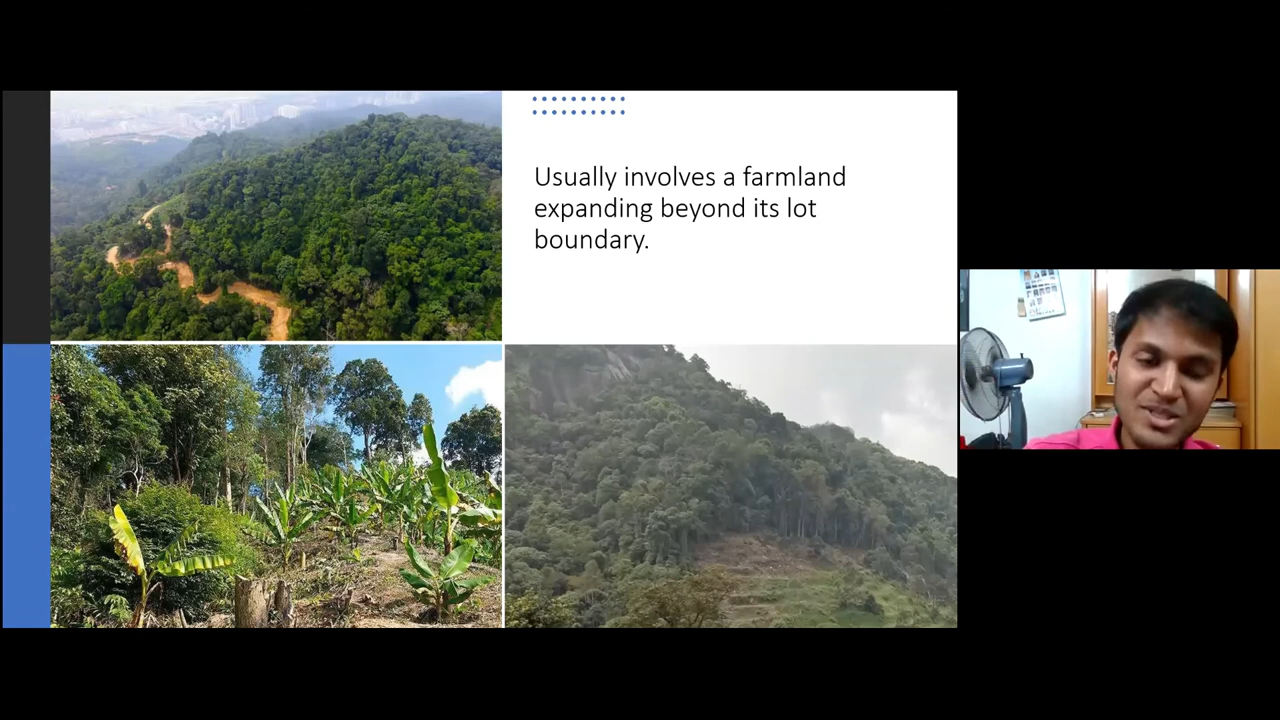 Usually involves a farmland
expanding beyond its lot
boundary.